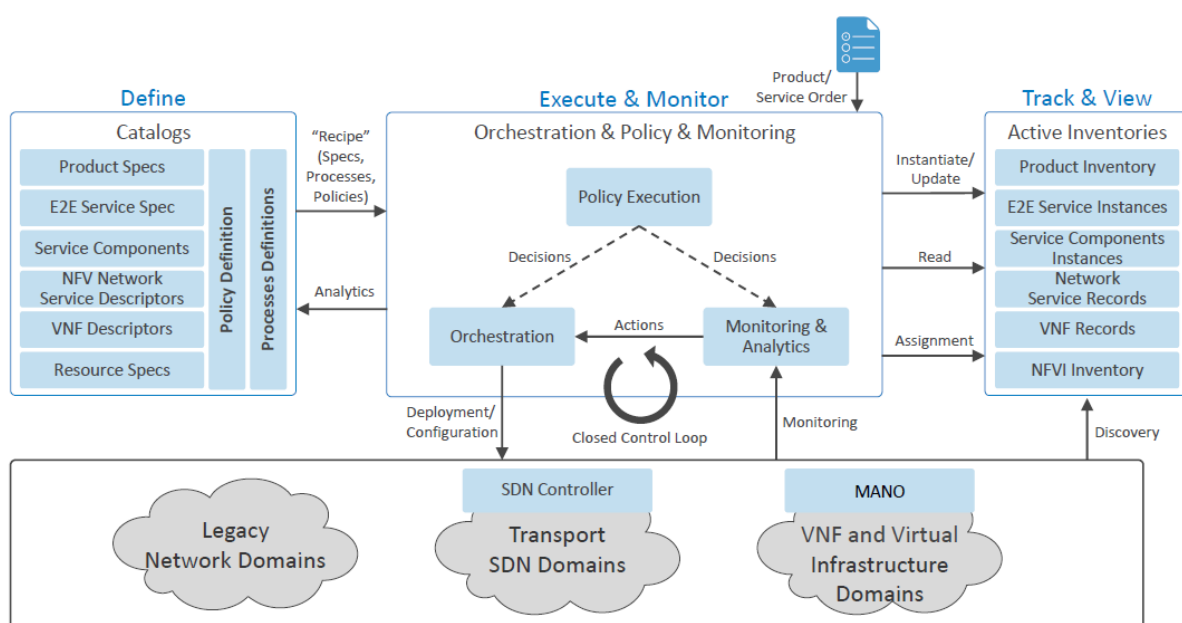 Product/
Service Order
Define
Execute & Monitor
Track & View
Catalogs
Product Specs
E2E Service Spec
Service Components
NFV Network
Service Descriptors
VNF Descriptors
Resource Specs
Policy Definition
Processes Definitions
“Recipe”
(Specs,
Processes,
Policies)
Analytics
Orchestration & Policy & Monitoring
Policy Execution
Decisions
Decisions
Orchestration
Actions
Monitoring &
Analytics
Closed Control Loop
Instantiate/
Update
Read
Assignment
Active Inventories
Product Inventory
E2E Service Instances
Service Components
Instances
Network
Service Records
VNF Records
NFVI Inventory
Deployment/
Configuration
Monitoring
Discovery
Legacy
Network Domains
SDN Controller
Transport
SDN Domains
MANO
VNF and Virtual
Infrastructure
Domains